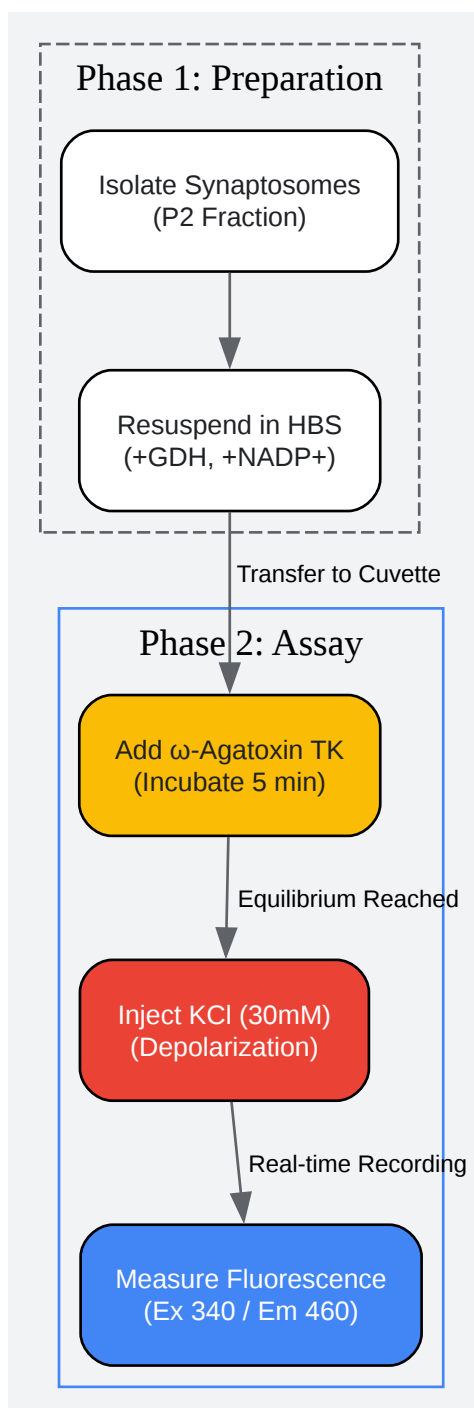 Phase 1: Preparation
Isolate Synaptosomes
(P2 Fraction)
Resuspend in HBS
(+GDH, +NADP+)
Transfer to Cuvette
Phase 2: Assay
Add ω-Agatoxin TK
(Incubate 5 min)
Equilibrium Reached
Inject KCl (30mM)
(Depolarization)
Real-time Recording
Measure Fluorescence
(Ex 340 / Em 460)